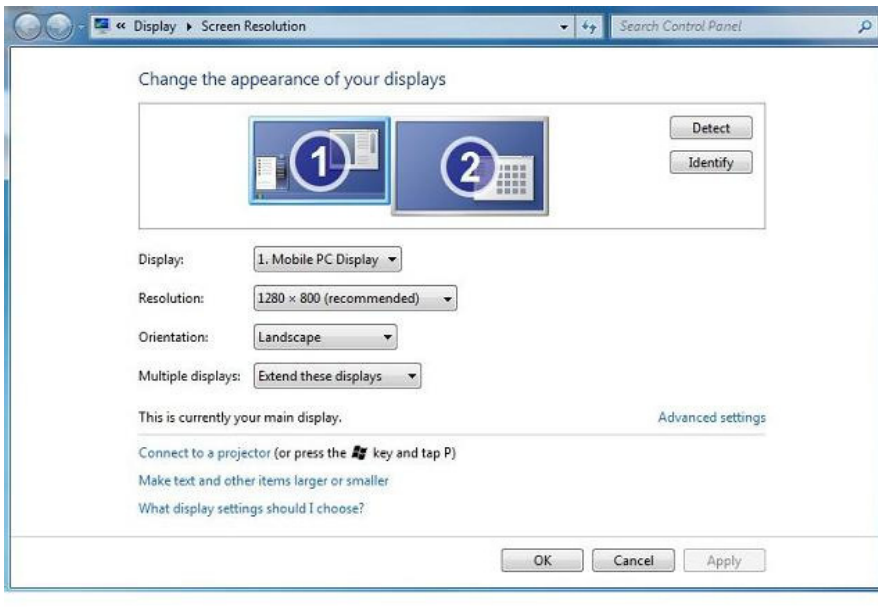 « Display ▸ Screen Resolution Search Control Panel
Change the appearance of your displays
1 2
Detect
Identify
Display: 1. Mobile PC Display
Resolution: 1280 × 800 (recommended)
Orientation: Landscape
Multiple displays: Extend these displays
This is currently your main display. Advanced settings
Connect to a projector (or press the key and tap P)
Make text and other items larger or smaller
What display settings should I choose?
OK Cancel Apply